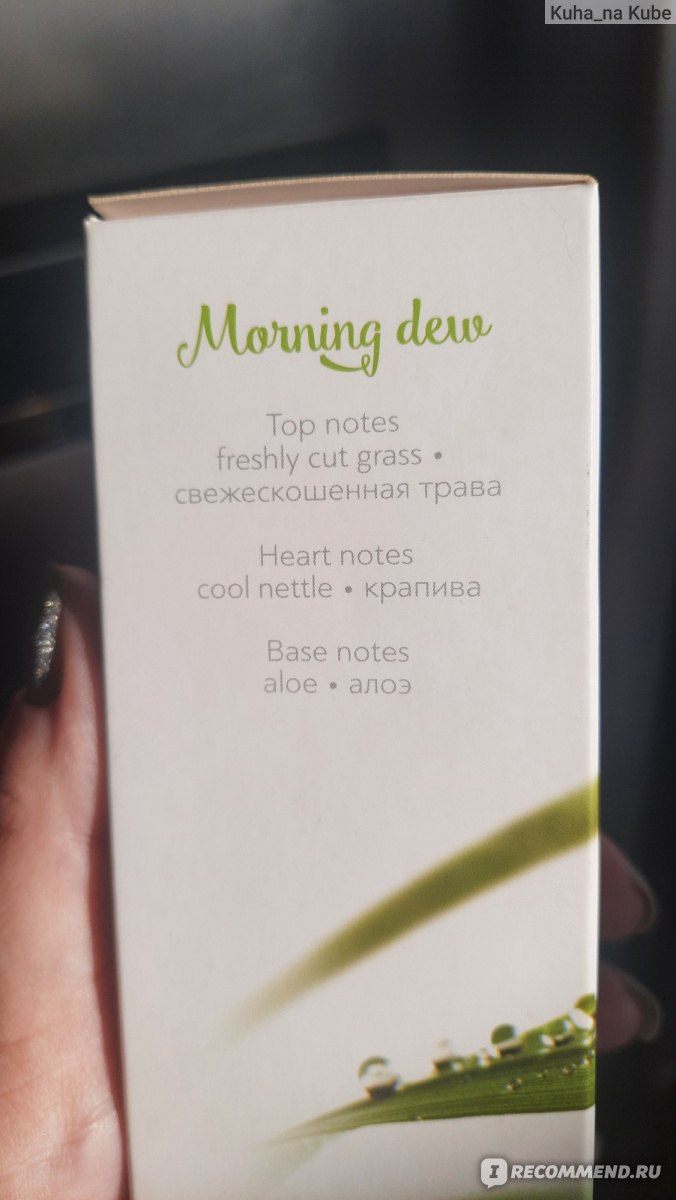 Kuha_na Kube
Morning dew
Top notes
freshly cut grass •
свежескошенная трава
Heart notes
cool nettle • крапива
Base notes
aloe • алоэ
IRECOMMEND.RU